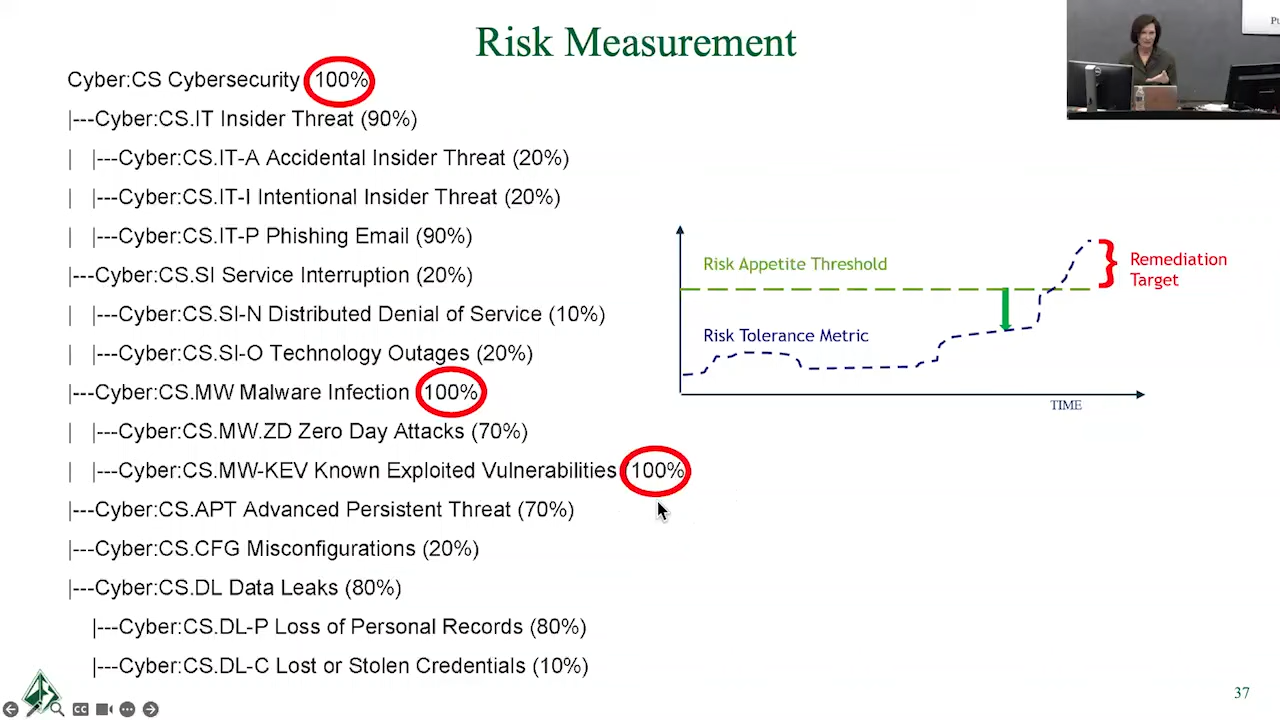 Risk Measurement
Cyber:CS Cybersecurity (100%)
|---Cyber:CS.IT Insider Threat (90%)
| |---Cyber:CS.IT-A Accidental Insider Threat (20%)
| |---Cyber:CS.IT-I Intentional Insider Threat (20%)
| |---Cyber:CS.IT-P Phishing Email (90%)
|---Cyber:CS.SI Service Interruption (20%)
| |---Cyber:CS.SI-N Distributed Denial of Service (10%)
| |---Cyber:CS.SI-O Technology Outages (20%)
|---Cyber:CS.MW Malware Infection (100%)
| |---Cyber:CS.MW.ZD Zero Day Attacks (70%)
| |---Cyber:CS.MW-KEV Known Exploited Vulnerabilities (100%)
|---Cyber:CS.APT Advanced Persistent Threat (70%)
|---Cyber:CS.CFG Misconfigurations (20%)
|---Cyber:CS.DL Data Leaks (80%)
|---Cyber:CS.DL-P Loss of Personal Records (80%)
|---Cyber:CS.DL-C Lost or Stolen Credentials (10%)
Risk Appetite Threshold
Remediation
Target
Risk Tolerance Metric
TIME
CC
37